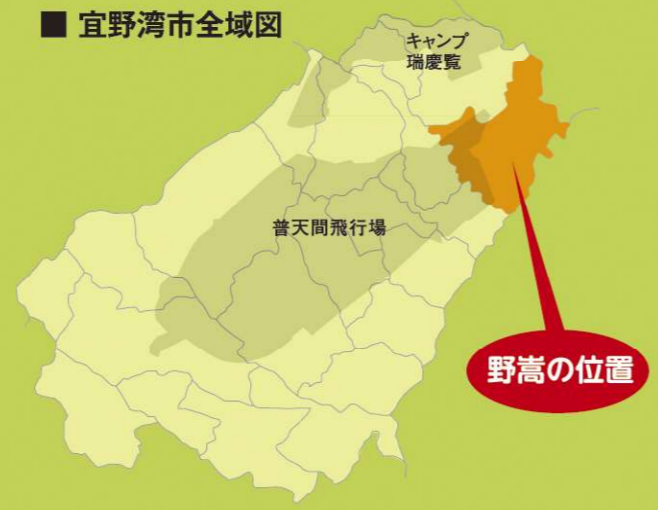 ■ 宜野湾市全域図
キャンプ
瑞慶覧
普天間飛行場
野嵩の位置